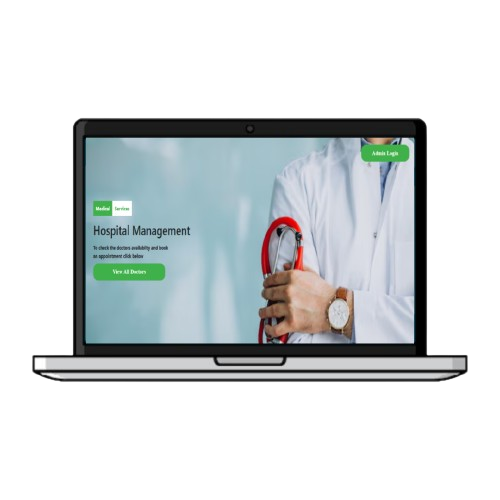 Admin Login
Medical Services
Hospital Management
To check the doctors availability and book
an appointment click below
View All Doctors